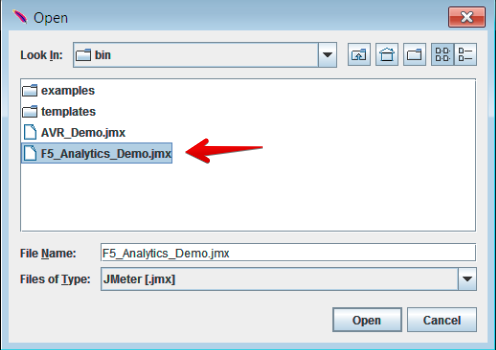 Open
Look In: bin
examples
templates
AVR_Demo.jmx
F5_Analytics_Demo.jmx
File Name: F5_Analytics_Demo.jmx
Files of Type: JMeter [.jmx]
Open Cancel